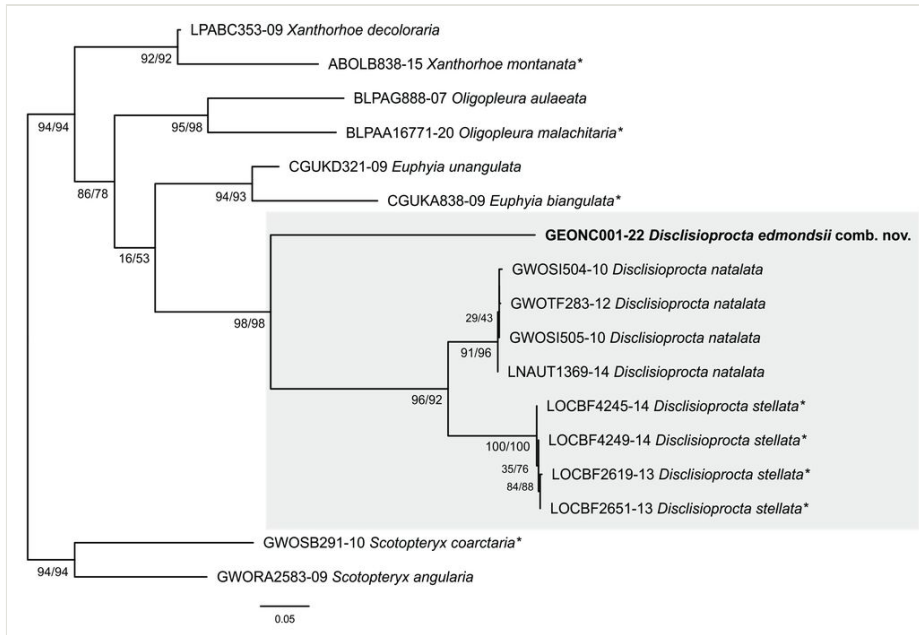 LPABC353-09 Xanthorhoe decoloraria
92/92
ABOLB838-15 Xanthorhoe montanata*
BLPAG888-07 Oligopleura aulaeata
94/94
95/98
BLPAA16771-20 Oligopleura malachitaria*
CGUKD321-09 Euphyia unangulata
86/78
94/93
CGUKA838-09 Euphyia biangulata*
GEONC001-22 Disclisioprocta edmondsii comb. nov.
16/53
GWOSI504-10 Disclisioprocta natalata
GWOTF283-12 Disclisioprocta natalata
29/43
98/98
GWOSI505-10 Disclisioprocta natalata
91/96
LNAUT1369-14 Disclisioprocta natalata
96/92
LOCBF4245-14 Disclisioprocta stellata*
100/100
LOCBF4249-14 Disclisioprocta stellata*
35/76
LOCBF2619-13 Disclisioprocta stellata*
84/88
LOCBF2651-13 Disclisioprocta stellata*
GWOSB291-10 Scotopteryx coarctaria*
94/94
GWORA2583-09 Scotopteryx angularia
0.05